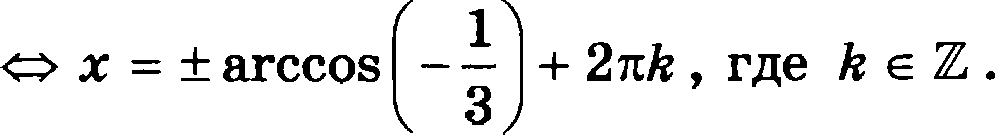 ⇔ x = ± arccos(−1/3) + 2πk, где k ∈ ℤ.